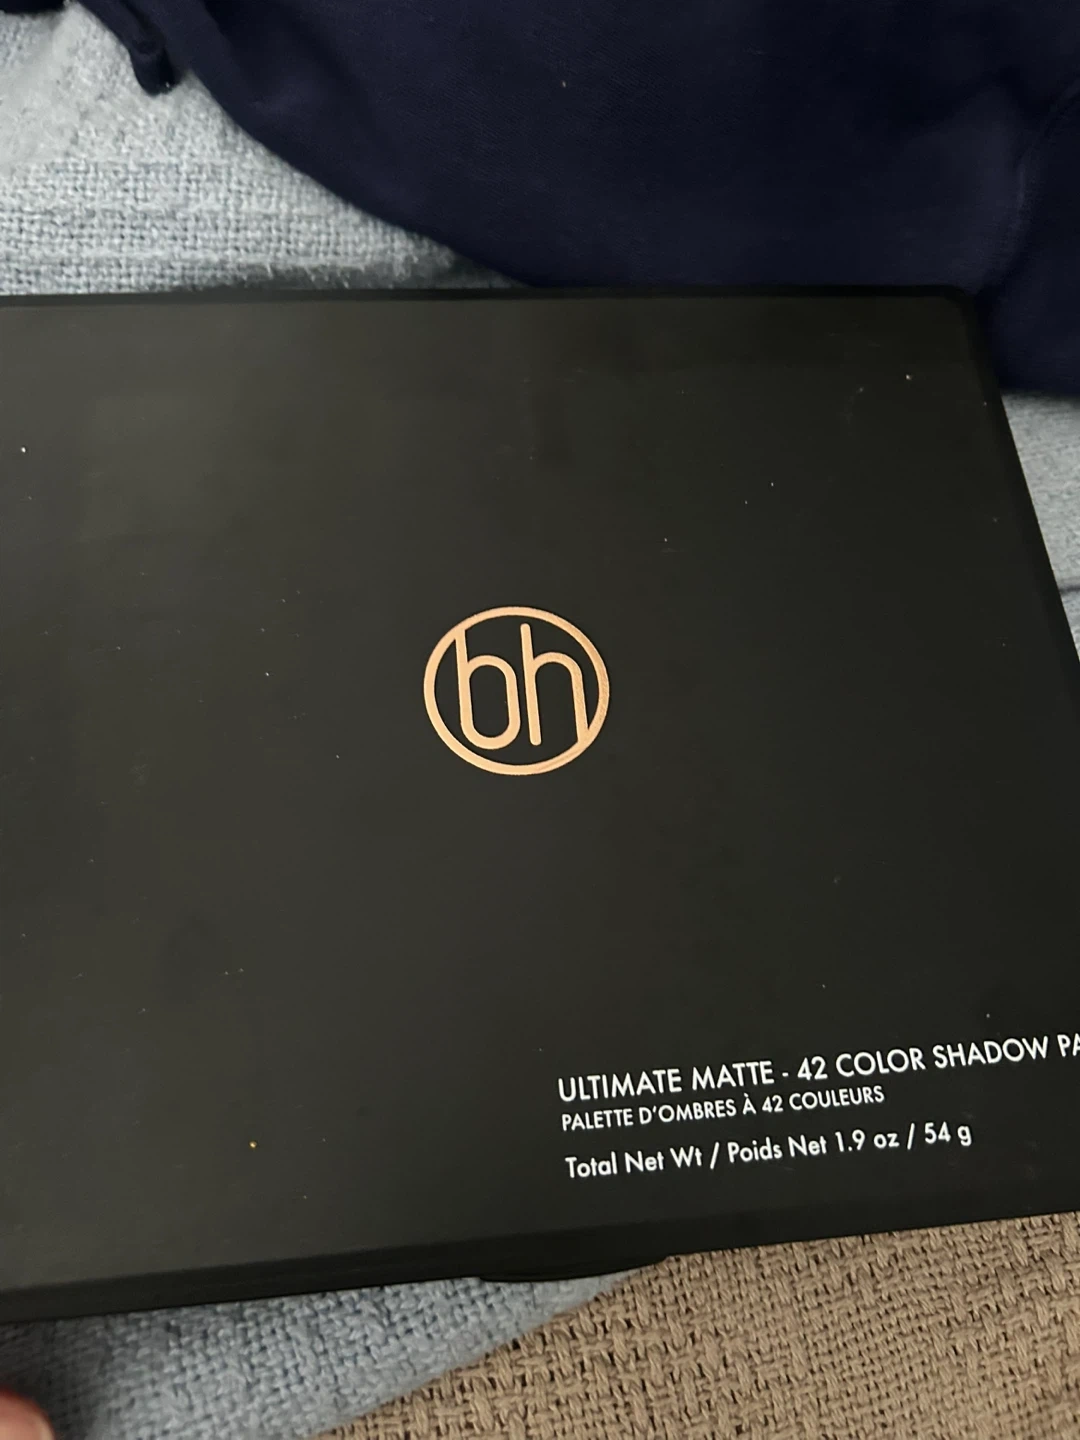 bh
ULTIMATE MATTE - 42 COLOR SHADOW
PALETTE D'OMBRES À 42 COULEURS
Total Net Wt / Poids Net 1.9 oz / 54 g